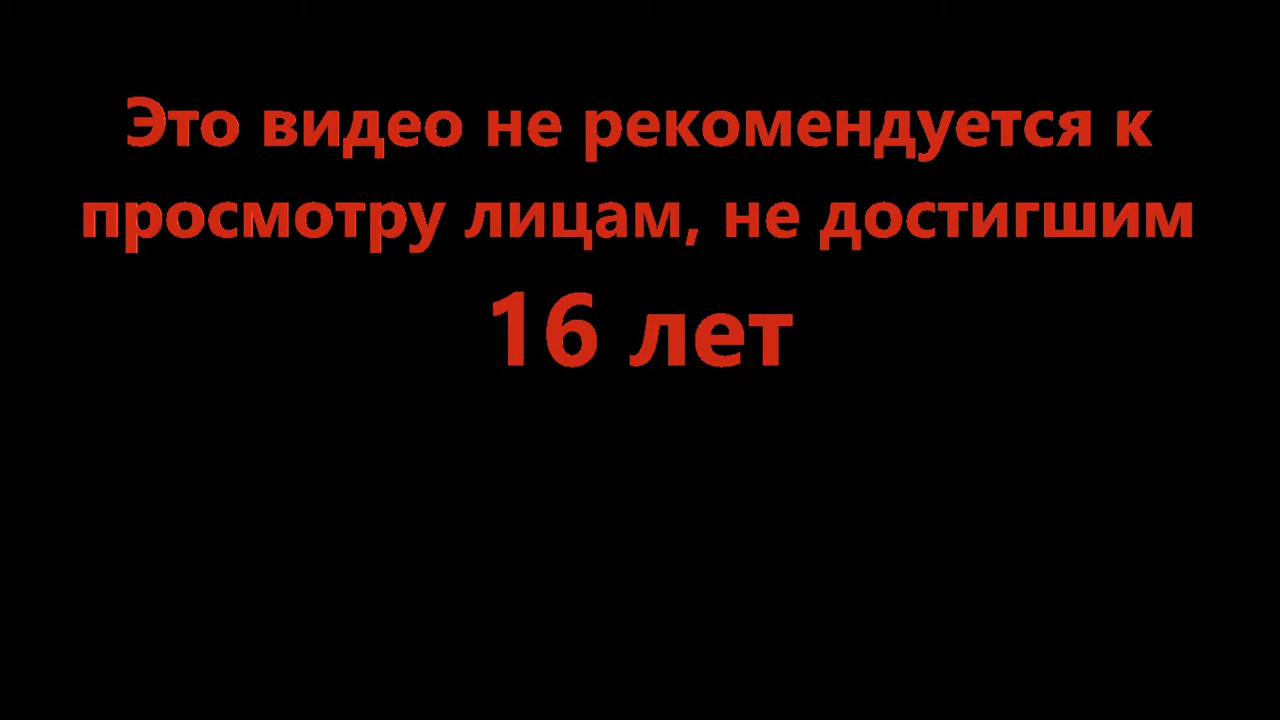 Это видео не рекомендуется к
просмотру лицам, не достигшим
16 лет